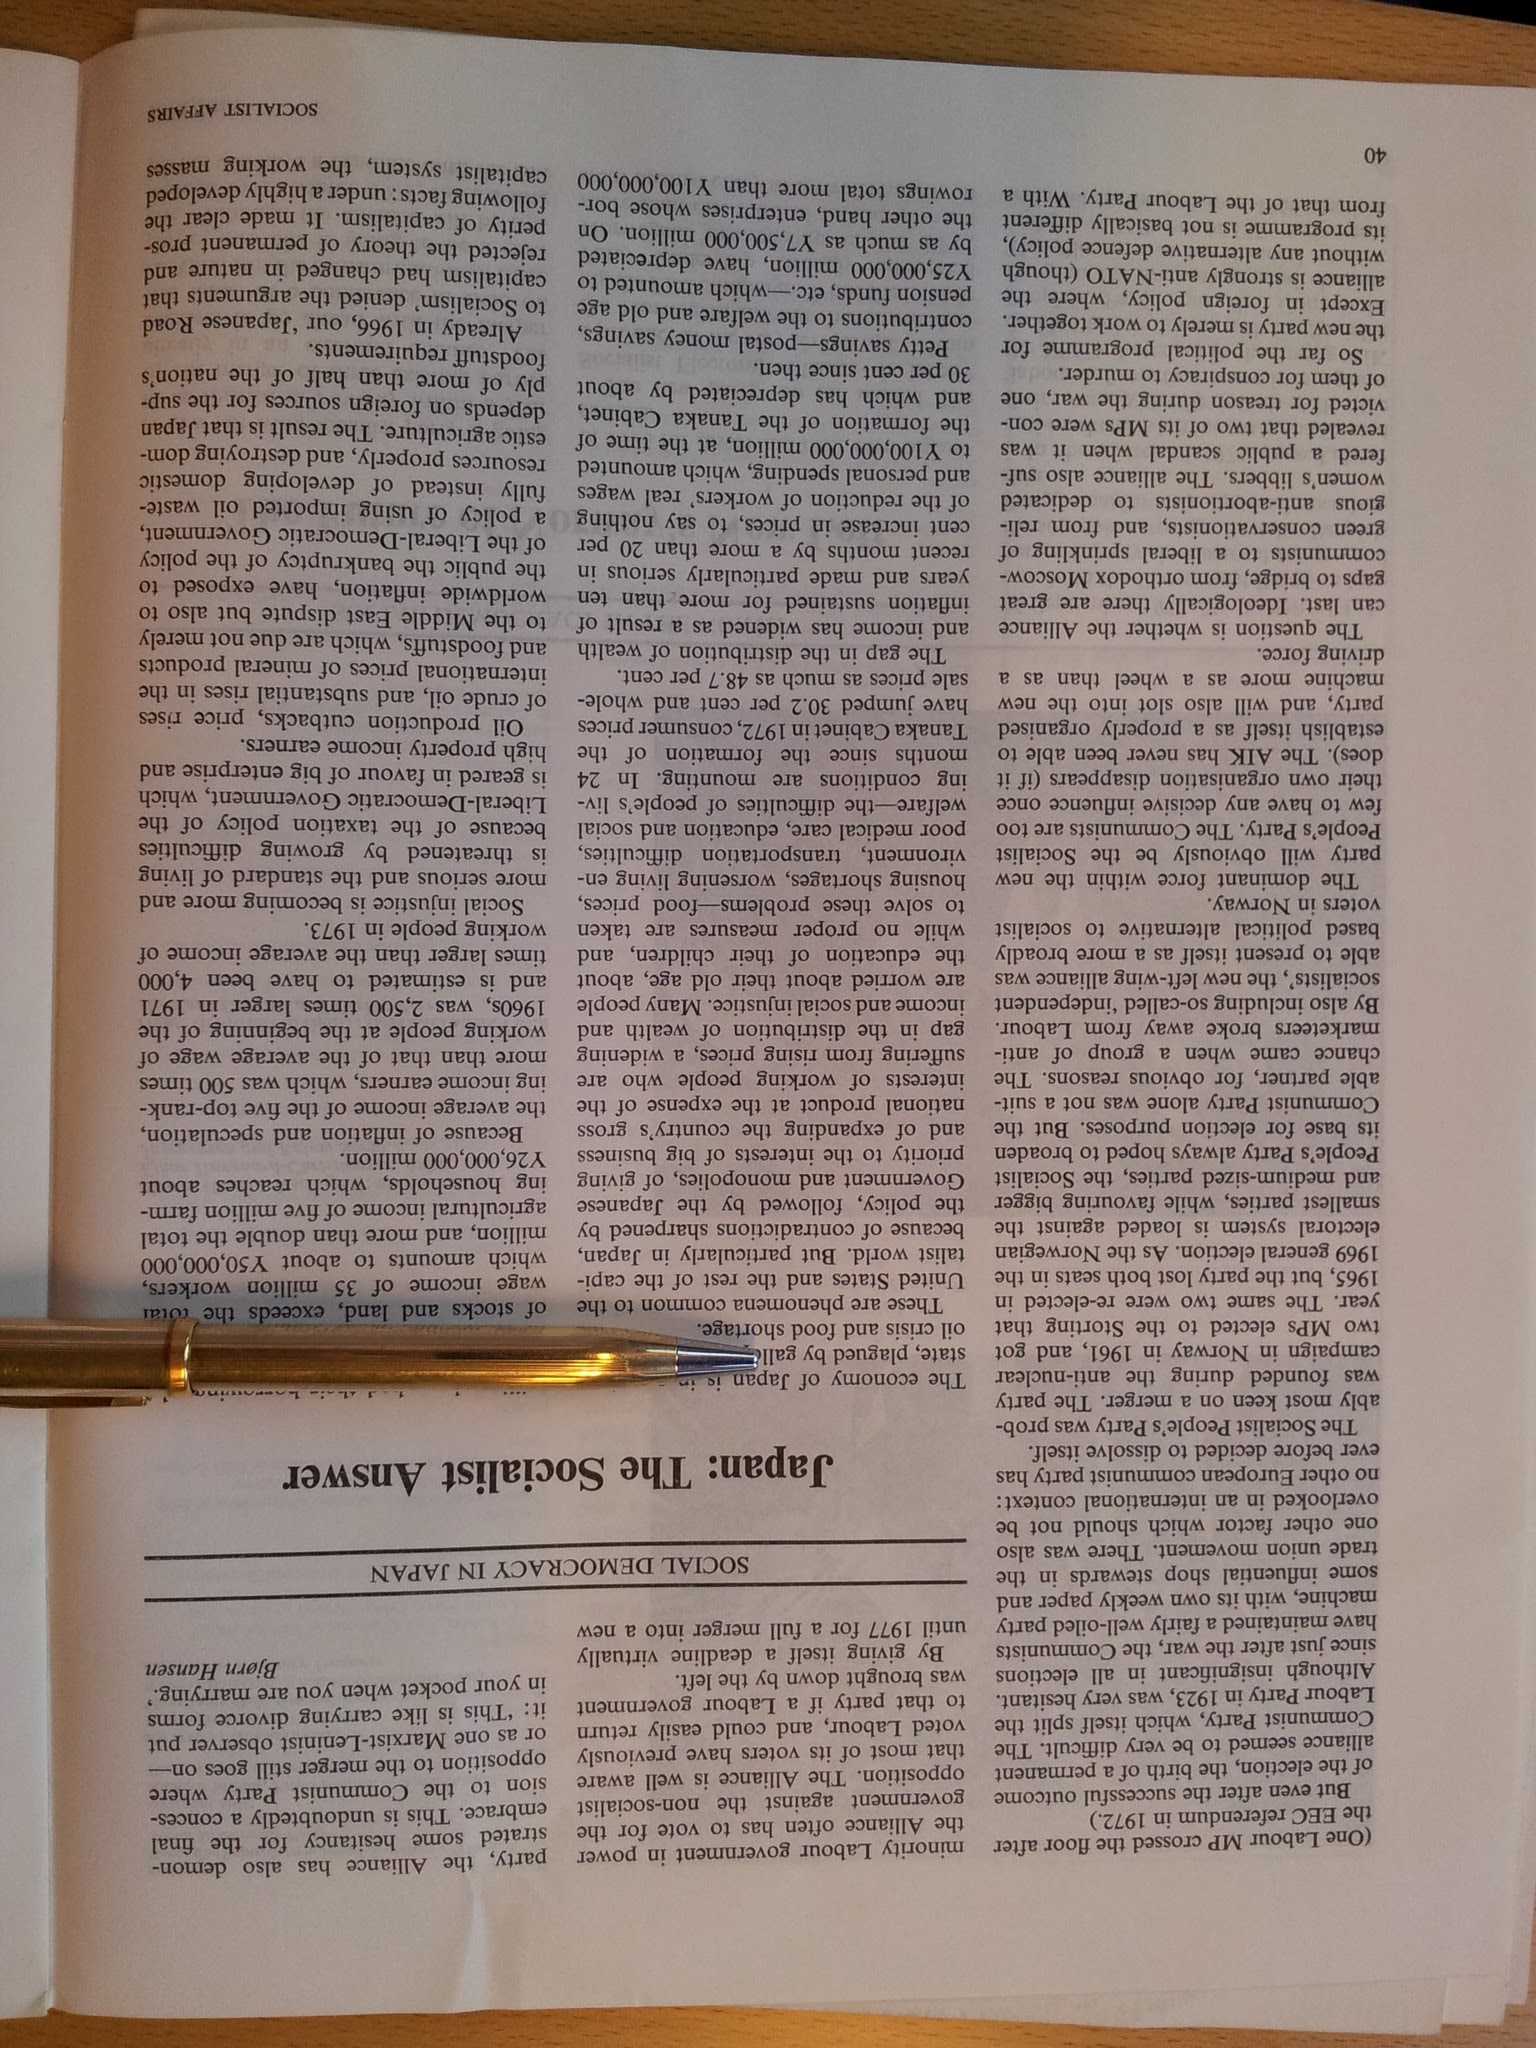 (One Labour MP crossed the floor after
the EEC referendum in 1972.)
But even after the successful outcome
of the election, the birth of a permanent
alliance seemed to be very difficult. The
Communist Party, which itself split the
Labour Party in 1923, was very hesitant.
Although insignificant in all elections
since just after the war, the Communists
have maintained a fairly well-oiled party
machine, with its own weekly paper and
some influential shop stewards in the
trade union movement. There was also
one other factor which should not be
overlooked in an international context:
no other European communist party has
ever before decided to dissolve itself.
The Socialist People's Party was prob-
ably most keen on a merger. The party
was founded during the anti-nuclear
campaign in Norway in 1961, and got
two MPs elected to the Storting that
year. The same two were re-elected in
1965, but the party lost both seats in the
1969 general election. As the Norwegian
electoral system is loaded against the
smallest parties, while favouring bigger
and medium-sized parties, the Socialist
People's Party always hoped to broaden
its base for election purposes. But the
Communist Party alone was not a suit-
able partner, for obvious reasons. The
chance came when a group of anti-
marketeers broke away from Labour.
By also including so-called 'independent
socialists', the new left-wing alliance was
able to present itself as a more broadly
based political alternative to socialist
voters in Norway.
The dominant force within the new
party will obviously be the Socialist
People's Party. The Communists are too
few to have any decisive influence once
their own organisation disappears (if it
does). The AIK has never been able to
establish itself as a properly organised
party, and will also slot into the new
machine more as a wheel than as a
driving force.
The question is whether the Alliance
can last. Ideologically there are great
gaps to bridge, from orthodox Moscow-
communists to a liberal sprinkling of
green conservationists, and from reli-
gious anti-abortionists to dedicated
women's libbers. The alliance also suf-
fered a public scandal when it was
revealed that two of its MPs were con-
victed for treason during the war, one
of them for conspiracy to murder.
So far the political programme for
the new party is merely to work together.
Except in foreign policy, where the
alliance is strongly anti-NATO (though
without any alternative defence policy),
its programme is not basically different
from that of the Labour Party. With a
minority Labour government in power
the Alliance often has to vote for the
government against the non-socialist
opposition. The Alliance is well aware
that most of its voters have previously
voted Labour, and could easily return
to that party if a Labour government
was brought down by the left.
By giving itself a deadline virtually
until 1977 for a full merger into a new
party, the Alliance has also demon-
strated some hesitancy for the final
embrace. This is undoubtedly a conces-
sion to the Communist Party where
opposition to the merger still goes on—
or as one Marxist-Leninist observer put
it: 'This is like carrying divorce forms
in your pocket when you are marrying.'
Bjørn Hansen
SOCIAL DEMOCRACY IN JAPAN
Japan: The Socialist Answer
The economy of Japan is in
state, plagued by
oil crisis and food shortage.
These are phenomena common to the
United States and the rest of the capi-
talist world. But particularly in Japan,
because of contradictions sharpened by
the policy, followed by the Japanese
Government and monopolies, of giving
priority to the interests of big business
and of expanding the country's gross
national product at the expense of the
interests of working people who are
suffering from rising prices, a widening
gap in the distribution of wealth and
income and social injustice. Many people
are worried about their old age, about
the education of their children, and
while no proper measures are taken
to solve these problems—food prices,
housing shortages, worsening living en-
vironment, transportation difficulties,
poor medical care, education and social
welfare—the difficulties of people's liv-
ing conditions are mounting. In 24
months since the formation of the
Tanaka Cabinet in 1972, consumer prices
have jumped 30.2 per cent and whole-
sale prices as much as 48.7 per cent.
The gap in the distribution of wealth
and income has widened as a result of
inflation sustained for more than ten
years and made particularly serious in
recent months by a more than 20 per
cent increase in prices, to say nothing
of the reduction of workers' real wages
and personal spending, which amounted
to Y100,000,000 million, at the time of
the formation of the Tanaka Cabinet,
and which has depreciated by about
30 per cent since then.
Petty savings—postal money savings,
contributions to the welfare and old age
pension funds, etc.—which amounted to
Y25,000,000 million, have depreciated
by as much as Y7,500,000 million. On
the other hand, enterprises whose bor-
rowings total more than Y100,000,000
of stocks and land, exceeds the total
wage income of 35 million workers,
which amounts to about Y50,000,000
million, and more than double the total
agricultural income of five million farm-
ing households, which reaches about
Y26,000,000 million.
Because of inflation and speculation,
the average income of the five top-rank-
ing income earners, which was 500 times
more than that of the average wage of
working people at the beginning of the
1960s, was 2,500 times larger in 1971
and is estimated to have been 4,000
times larger than the average income of
working people in 1973.
Social injustice is becoming more and
more serious and the standard of living
is threatened by growing difficulties
because of the taxation policy of the
Liberal-Democratic Government, which
is geared in favour of big enterprise and
high property income earners.
Oil production cutbacks, price rises
of crude oil, and substantial rises in the
international prices of mineral products
and foodstuffs, which are due not merely
to the Middle East dispute but also to
worldwide inflation, have exposed to
the public the bankruptcy of the policy
of the Liberal-Democratic Government,
a policy of using imported oil waste-
fully instead of developing domestic
resources properly, and destroying dom-
estic agriculture. The result is that Japan
depends on foreign sources for the sup-
ply of more than half of the nation's
foodstuff requirements.
Already in 1966, our 'Japanese Road
to Socialism' denied the arguments that
capitalism had changed in nature and
rejected the theory of permanent pros-
perity of capitalism. It made clear the
following facts: under a highly developed
capitalist system, the working masses
40
SOCIALIST AFFAIRS